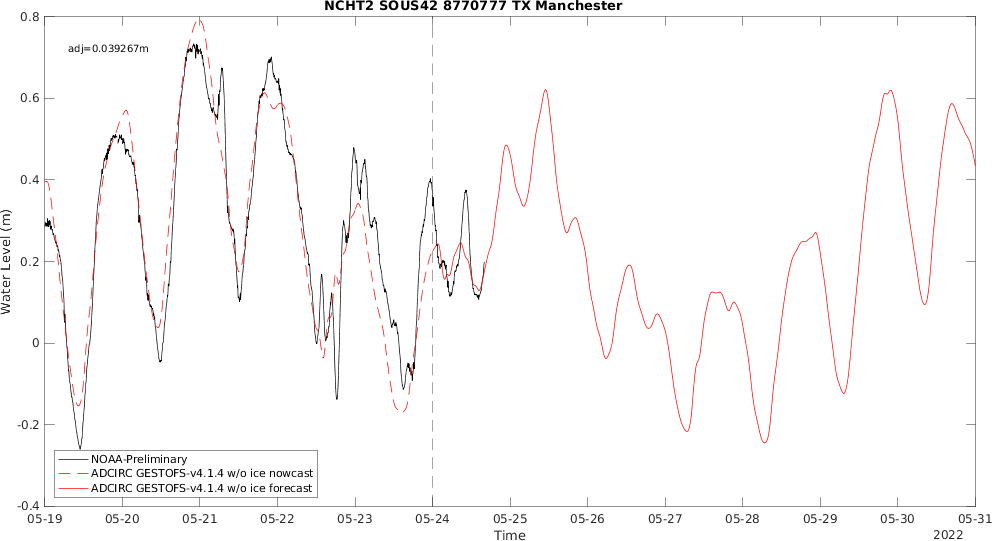 NCHT2 SOUS42 8770777 TX Manchester
adj=0.039267m
Water Level (m)
0.8
0.6
0.4
0.2
0
-0.2
-0.4
NOAA-Preliminary
ADCIRC GESTOFS-v4.1.4 w/o ice nowcast
ADCIRC GESTOFS-v4.1.4 w/o ice forecast
05-19 05-20 05-21 05-22 05-23 05-24 05-25 05-26 05-27 05-28 05-29 05-30 05-31
Time
2022